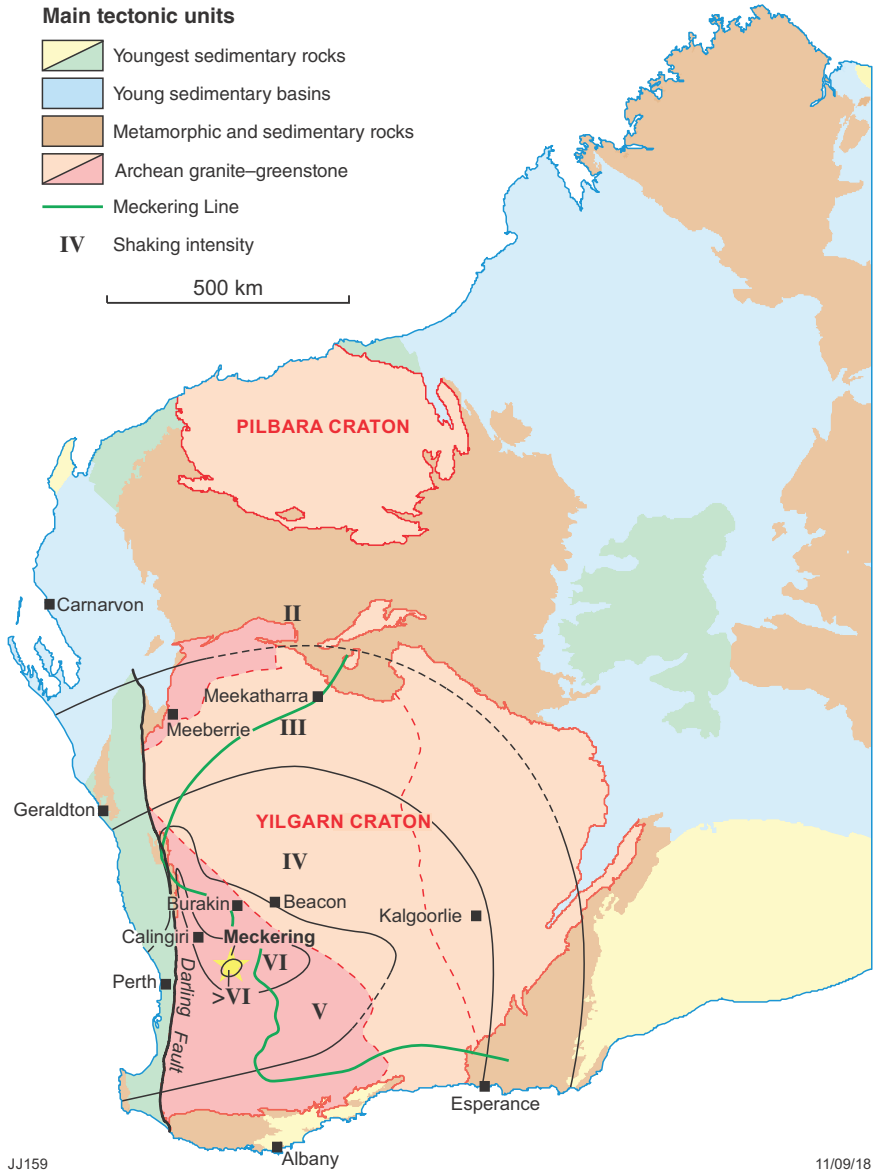 Main tectonic units
Youngest sedimentary rocks
Young sedimentary basins
Metamorphic and sedimentary rocks
Archean granite–greenstone
Meckering Line
IV Shaking intensity
500 km
PILBARA CRATON
Carnarvon
II
Meekatharra
Meeberrie
III
Geraldton
YILGARN CRATON
IV
Burakin
Beacon
Kalgoorlie
Calingiri
Meckering
VI
Perth
>VI
V
Darling Fault
Esperance
Albany
JJ159
11/09/18